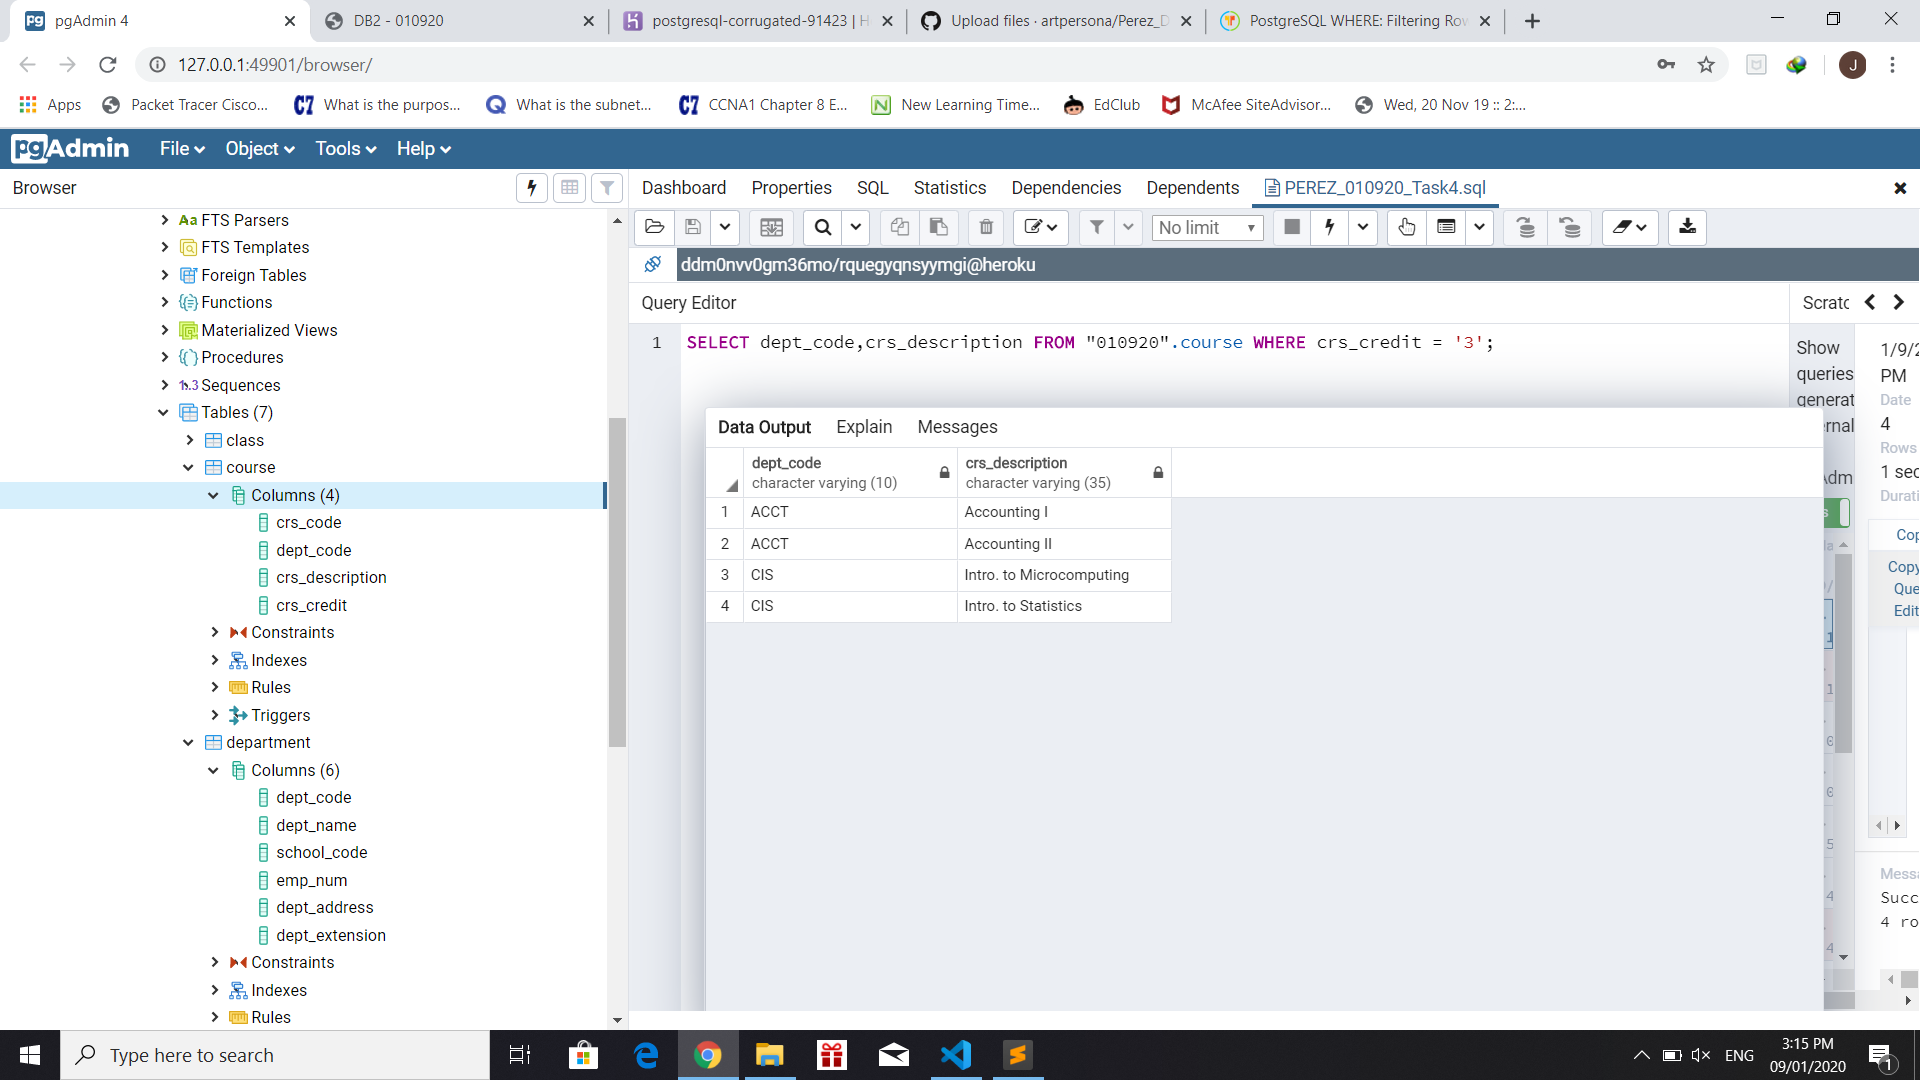 pgAdmin 4
DB2 - 010920
postgresql-corrugated-91423 | H
Upload files · artpersona/Perez_D
PostgreSQL WHERE: Filtering Row
127.0.0.1:49901/browser/
J
Apps
Packet Tracer Cisco...
What is the purpos...
What is the subnet...
CCNA1 Chapter 8 E...
New Learning Time...
EdClub
McAfee SiteAdvisor...
Wed, 20 Nov 19 :: 2:...
pgAdmin
File
Object
Tools
Help
Browser
Dashboard
Properties
SQL
Statistics
Dependencies
Dependents
PEREZ_010920_Task4.sql
No limit
ddm0nvv0gm36mo/rquegyqnsyymgi@heroku
Query Editor
Scratc
FTS Parsers
FTS Templates
Foreign Tables
Functions
Materialized Views
Procedures
1.3 Sequences
Tables (7)
class
course
Columns (4)
crs_code
dept_code
crs_description
crs_credit
Constraints
Indexes
Rules
Triggers
department
Columns (6)
dept_code
dept_name
school_code
emp_num
dept_address
dept_extension
Constraints
Indexes
Rules
1 SELECT dept_code,crs_description FROM "010920".course WHERE crs_credit = '3';
Data Output
Explain
Messages
dept_code
character varying (10)
crs_description
character varying (35)
1 ACCT Accounting I
2 ACCT Accounting II
3 CIS Intro. to Microcomputing
4 CIS Intro. to Statistics
Show
queries
generat
ernal
Adm
1/9/2
PM
Date
4
Rows
1 sec
Durati
Cop
Copy
Que
Edit
Messa
Succ
4 ro
Type here to search
ENG
3:15 PM
09/01/2020
1